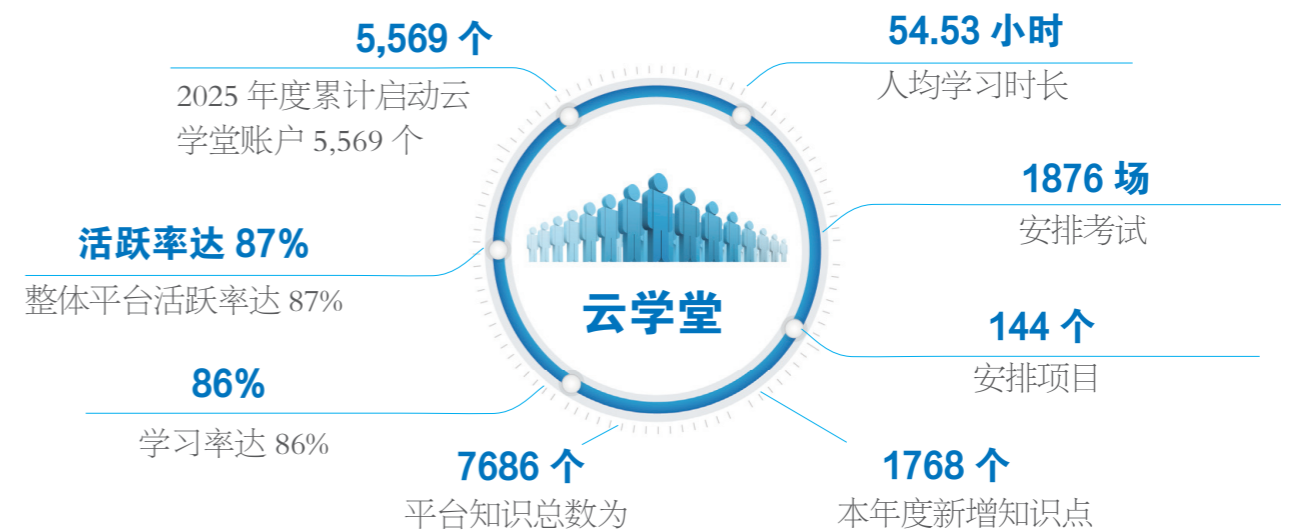 5,569 个
2025 年度累计启动云
学堂账户 5,569 个
54.53 小时
人均学习时长
活跃率达 87%
整体平台活跃率达 87%
1876 场
安排考试
云学堂
144 个
安排项目
86%
学习率达 86%
7686 个
平台知识总数为
1768 个
本年度新增知识点